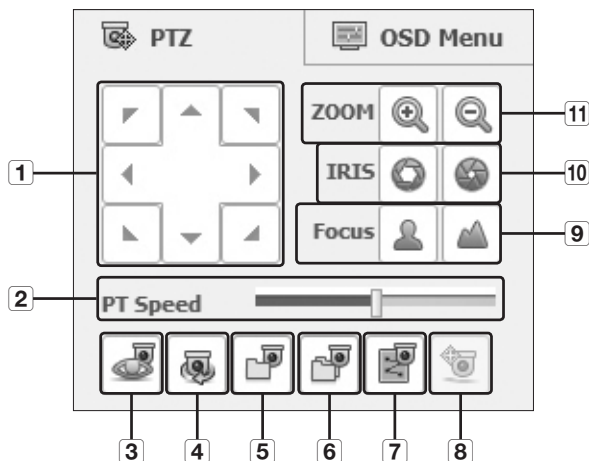 PTZ
OSD Menu
ZOOM
11
1
IRIS
10
Focus
9
2
PT Speed
3 4 5 6 7 8